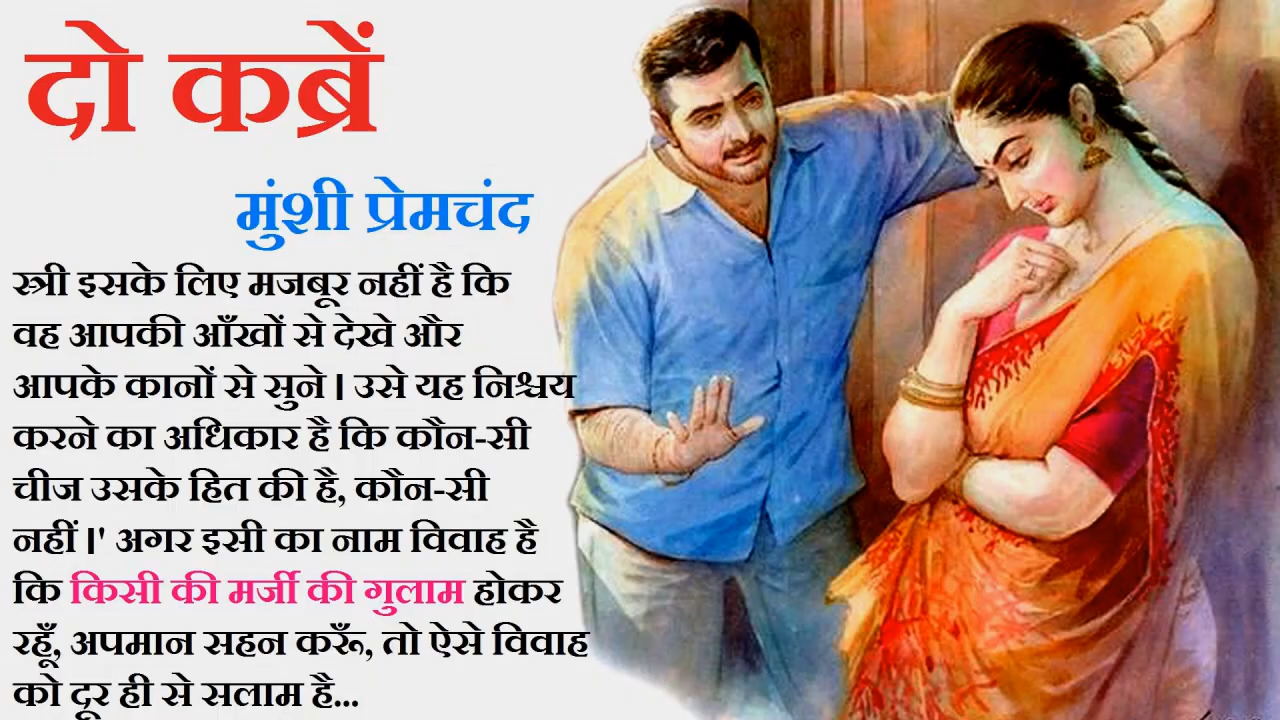 दो कब्रें
मुंशी प्रेमचंद
स्त्री इसके लिए मजबूर नहीं है कि
वह आपकी आँखों से देखे और
आपके कानों से सुने । उसे यह निश्चय
करने का अधिकार है कि कौन-सी
चीज उसके हित की है, कौन-सी
नहीं ।' अगर इसी का नाम विवाह है
कि किसी की मर्जी की गुलाम होकर
रहूँ, अपमान सहन करूँ, तो ऐसे विवाह
को दूर ही से सलाम है...